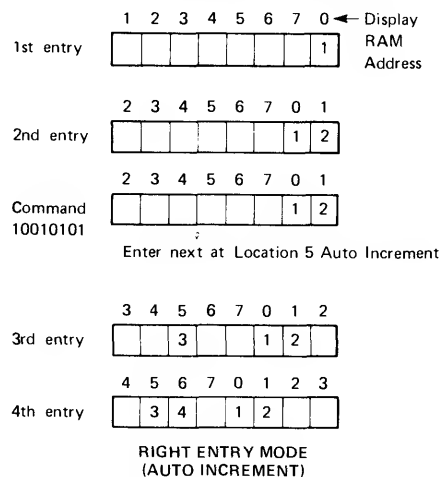 1 2 3 4 5 6 7 0 ← Display
RAM
Address
1st entry 1
2 3 4 5 6 7 0 1
2nd entry 1 2
2 3 4 5 6 7 0 1
Command
10010101 1 2
Enter next at Location 5 Auto Increment
3 4 5 6 7 0 1 2
3rd entry 3 1 2
4 5 6 7 0 1 2 3
4th entry 3 4 1 2
RIGHT ENTRY MODE
(AUTO INCREMENT)